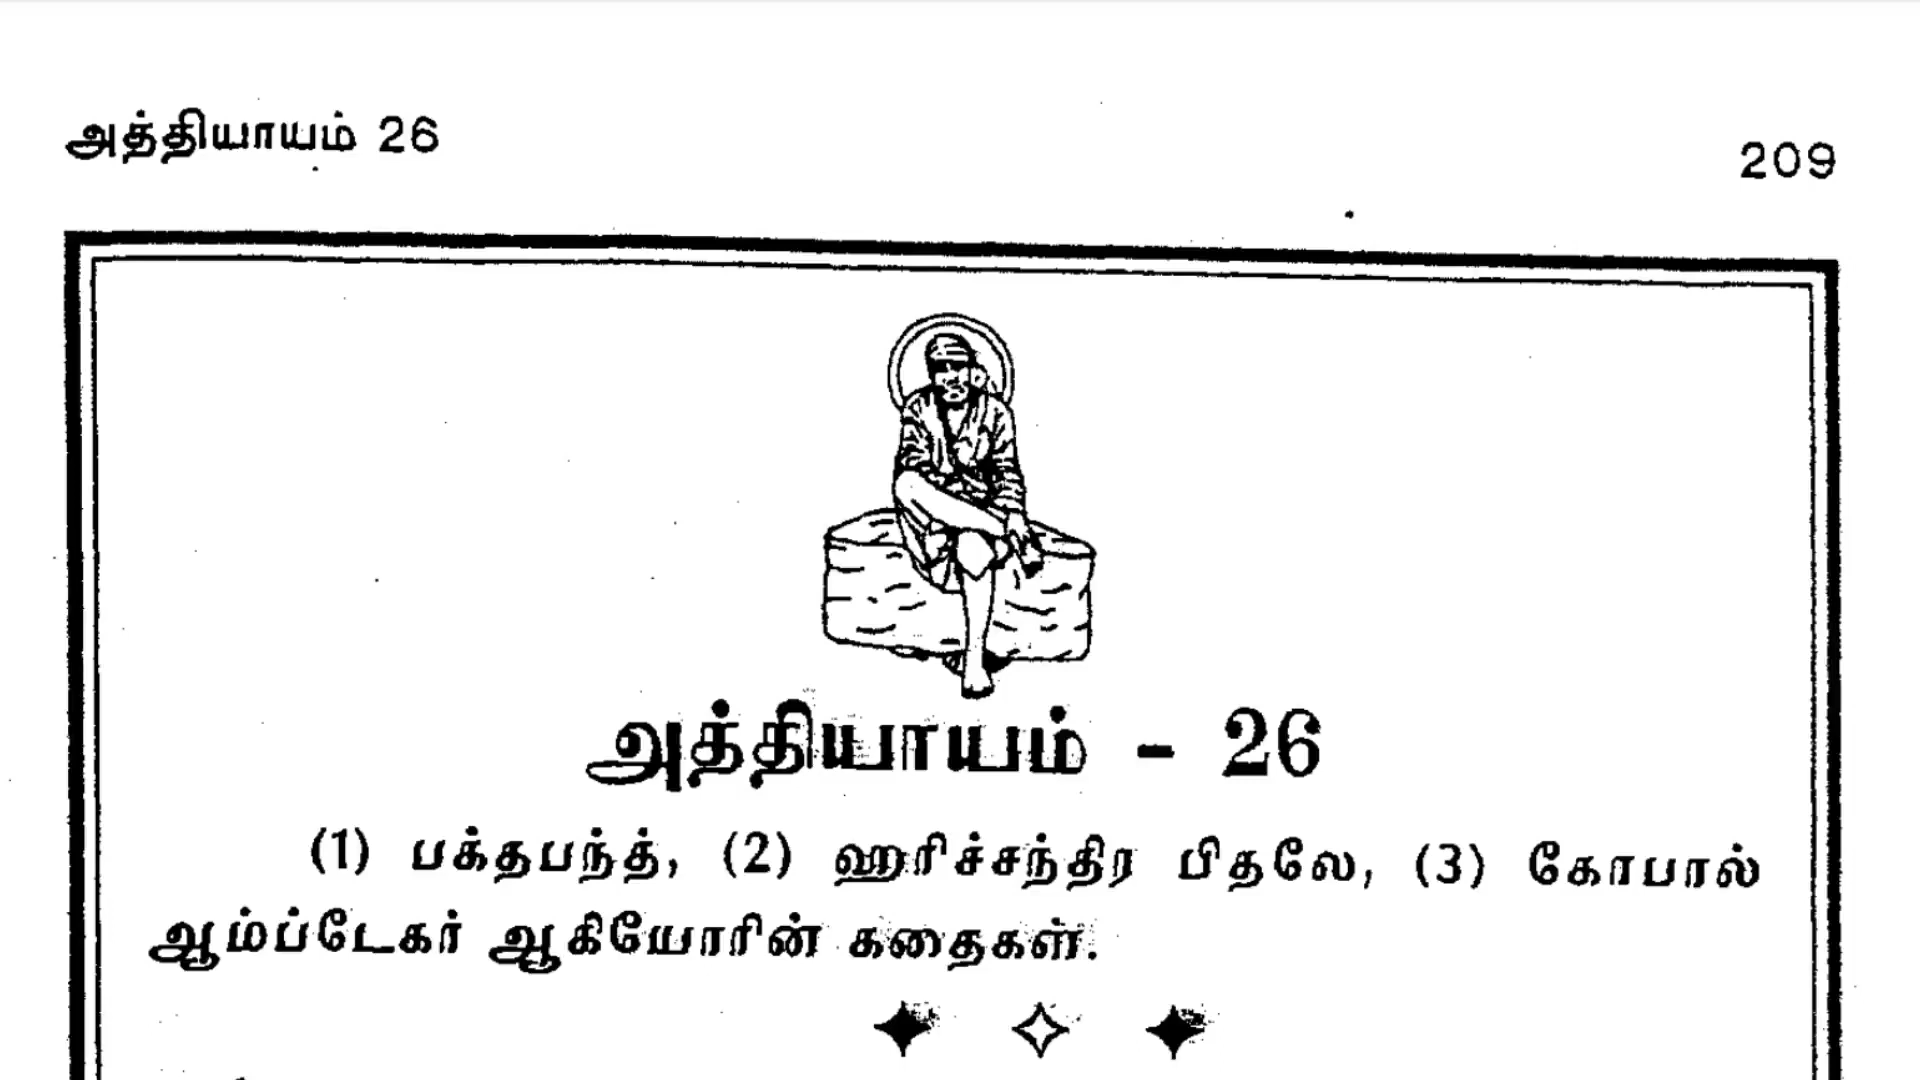 அத்தியாயம் 26
209
அத்தியாயம் - 26
(1) பக்தபந்த், (2) ஹரிச்சந்திர பிதலே, (3) கோபால்
ஆம்ப்டேகர் ஆகியோரின் கதைகள்.